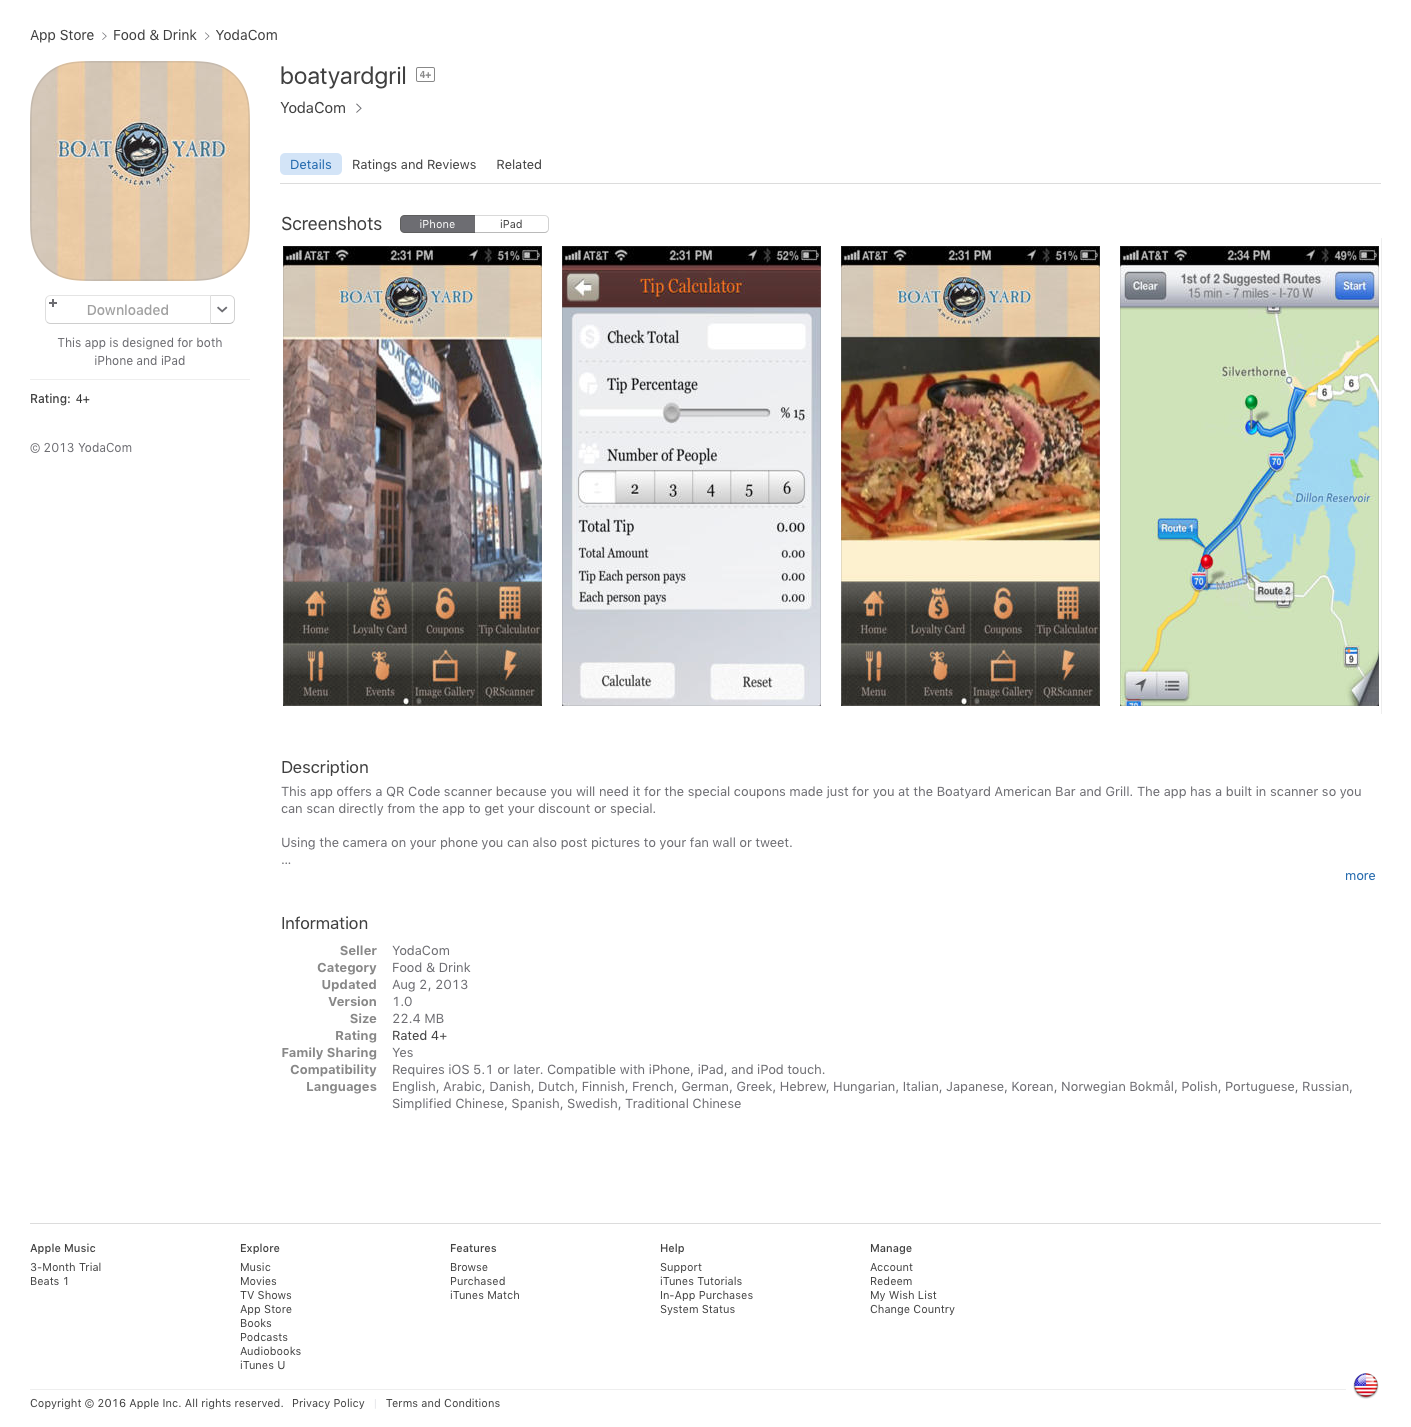 App Store > Food & Drink > YodaCom
boatyardgril 4+
YodaCom >
BOAT YARD
american grill
Details Ratings and Reviews Related
+ Downloaded
This app is designed for both
iPhone and iPad
Rating: 4+
© 2013 YodaCom
Screenshots iPhone iPad
AT&T 2:31 PM 51%
BOAT YARD
american grill
BOAT YARD
Home Loyalty Card Coupons Tip Calculator
Menu Events Image Gallery QRScanner
AT&T 2:31 PM 52%
Tip Calculator
Check Total
Tip Percentage
% 15
Number of People
1 2 3 4 5 6
Total Tip 0.00
Total Amount 0.00
Tip Each person pays 0.00
Each person pays 0.00
Calculate Reset
AT&T 2:31 PM 51%
BOAT YARD
american grill
Home Loyalty Card Coupons Tip Calculator
Menu Events Image Gallery QRScanner
AT&T 2:34 PM 49%
Clear 1st of 2 Suggested Routes Start
15 min - 7 miles - I-70 W
Silverthorne
6
6
70
Dillon Reservoir
Route 1
70 Main
Route 2
9
9
70
Description
This app offers a QR Code scanner because you will need it for the special coupons made just for you at the Boatyard American Bar and Grill. The app has a built in scanner so you
can scan directly from the app to get your discount or special.
Using the camera on your phone you can also post pictures to your fan wall or tweet.
...
more
Information
Seller YodaCom
Category Food & Drink
Updated Aug 2, 2013
Version 1.0
Size 22.4 MB
Rating Rated 4+
Family Sharing Yes
Compatibility Requires iOS 5.1 or later. Compatible with iPhone, iPad, and iPod touch.
Languages English, Arabic, Danish, Dutch, Finnish, French, German, Greek, Hebrew, Hungarian, Italian, Japanese, Korean, Norwegian Bokmål, Polish, Portuguese, Russian,
Simplified Chinese, Spanish, Swedish, Traditional Chinese
Apple Music
3-Month Trial
Beats 1
Explore
Music
Movies
TV Shows
App Store
Books
Podcasts
Audiobooks
iTunes U
Features
Browse
Purchased
iTunes Match
Help
Support
iTunes Tutorials
In-App Purchases
System Status
Manage
Account
Redeem
My Wish List
Change Country
Copyright © 2016 Apple Inc. All rights reserved. Privacy Policy | Terms and Conditions